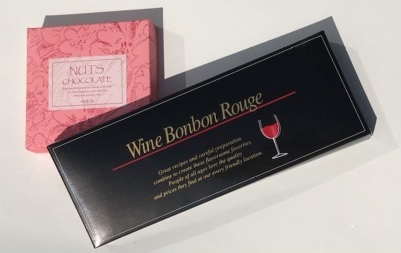 NUTS
CHOCOLATE
Wine Bonbon Rouge
Great recipes and careful preparation
combine to create these flavorsome favorites.
People of all ages love the quality
and prices they find at our every friendly location.